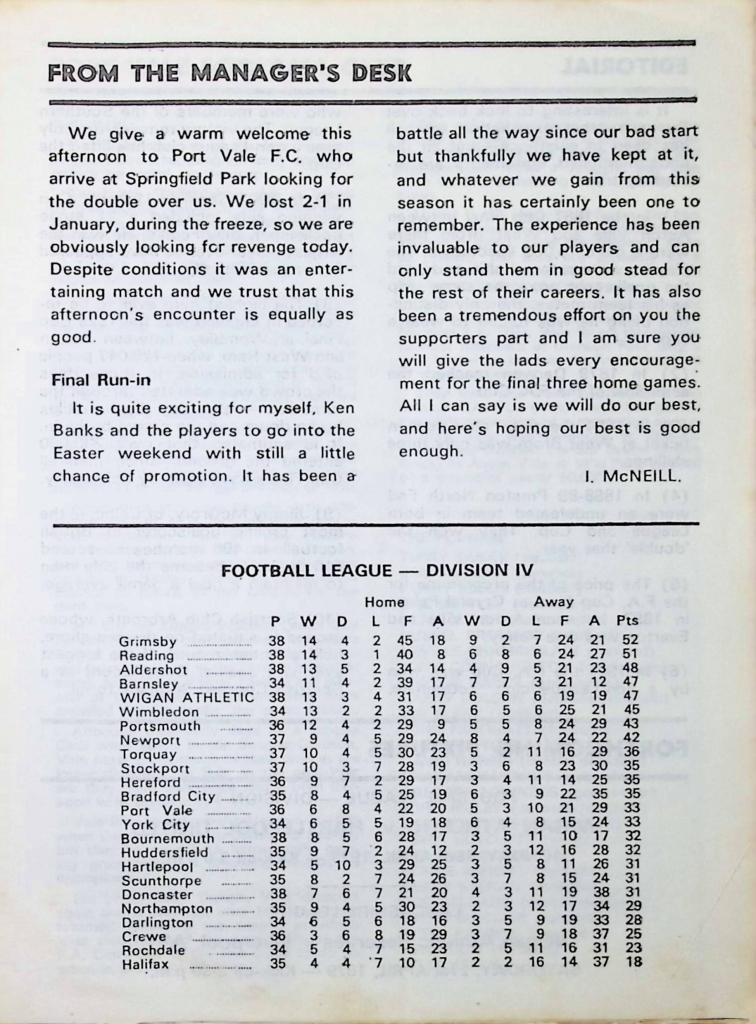 FROM THE MANAGER'S DESK
We give a warm welcome this
afternoon to Port Vale F.C. who
arrive at Springfield Park looking for
the double over us. We lost 2-1 in
January, during the freeze, so we are
obviously looking for revenge today.
Despite conditions it was an enter-
taining match and we trust that this
afternoon's encounter is equally as
good.
Final Run-in
It is quite exciting for myself, Ken
Banks and the players to go into the
Easter weekend with still a little
chance of promotion. It has been a
battle all the way since our bad start
but thankfully we have kept at it,
and whatever we gain from this
season it has certainly been one to
remember. The experience has been
invaluable to our players and can
only stand them in good stead for
the rest of their careers. It has also
been a tremendous effort on you the
supporters part and I am sure you
will give the lads every encourage-
ment for the final three home games.
All I can say is we will do our best,
and here's hoping our best is good
enough.
I. McNEILL.
FOOTBALL LEAGUE — DIVISION IV
Home Away
P W D L F A W D L F A Pts
Grimsby 38 14 4 2 45 18 9 2 7 24 21 52
Reading 38 14 3 1 40 8 6 8 6 24 27 51
Aldershot 38 13 5 2 34 14 4 9 5 21 23 48
Barnsley 34 11 4 2 39 17 7 7 3 21 12 47
WIGAN ATHLETIC 38 13 3 4 31 17 6 6 6 19 19 47
Wimbledon 34 13 2 2 33 17 6 5 6 25 21 45
Portsmouth 36 12 4 2 29 9 5 5 8 24 29 43
Newport 37 9 4 5 29 24 8 4 7 24 22 42
Torquay 37 10 4 5 30 23 5 2 11 16 29 36
Stockport 37 10 3 7 28 19 3 6 8 23 30 35
Hereford 36 9 7 2 29 17 3 4 11 14 25 35
Bradford City 35 8 4 5 25 19 6 3 9 22 35 35
Port Vale 36 6 8 4 22 20 5 3 10 21 29 33
York City 34 6 5 5 19 18 6 4 8 15 24 33
Bournemouth 38 8 5 6 28 17 3 5 11 10 17 32
Huddersfield 35 9 7 2 24 12 2 3 12 16 28 32
Hartlepool 34 5 10 3 29 25 3 5 8 11 26 31
Scunthorpe 35 8 2 7 24 26 3 7 8 15 24 31
Doncaster 38 7 6 7 21 20 4 3 11 19 38 31
Northampton 35 9 4 5 30 23 2 3 12 17 34 29
Darlington 34 6 5 6 18 16 3 5 9 19 33 28
Crewe 36 3 6 8 19 29 3 7 9 18 37 25
Rochdale 34 5 4 7 15 23 2 5 11 16 31 23
Halifax 35 4 4 7 10 17 2 2 16 14 37 18